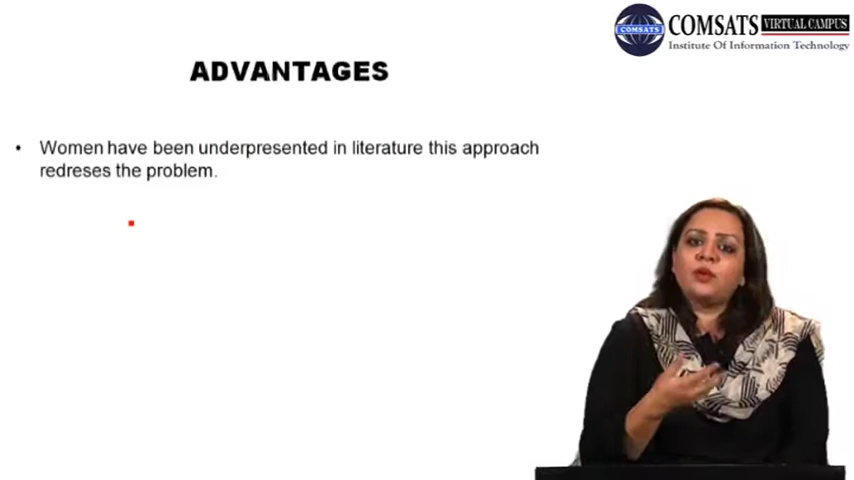 COMSATS VIRTUAL CAMPUS
Institute Of Information Technology
COMSATS
ADVANTAGES
• Women have been underpresented in literature this approach
redreses the problem.